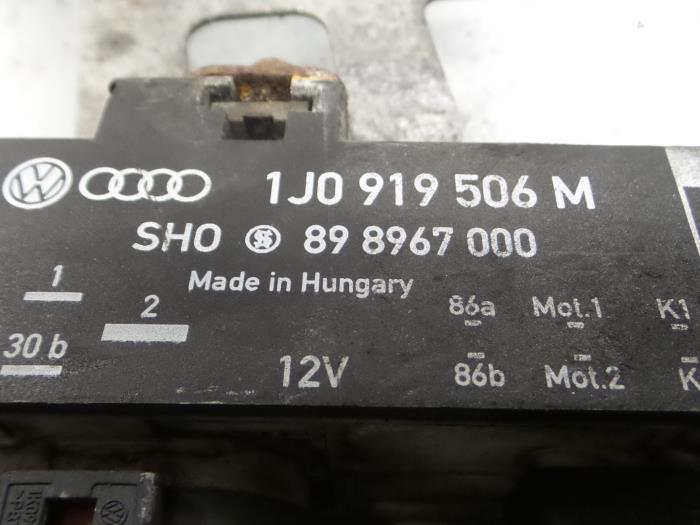 1J0 919 506 M
SHO 89 8967 000
Made in Hungary
1
2
86a Mot.1 K1
30 b
12V
86b Mot.2 K